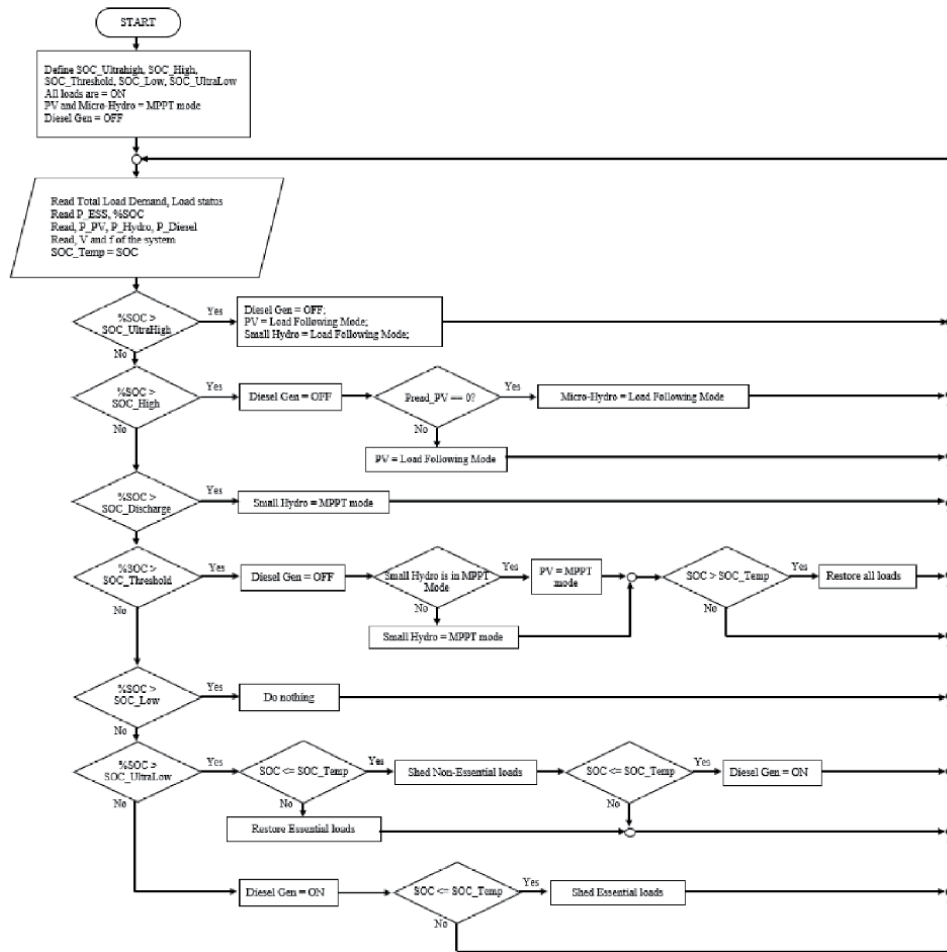 START
Define SOC_Ultrahigh, SOC_High,
SOC_Threshold, SOC_Low, SOC_UltraLow
All loads are = ON
PV and Micro-Hydro = MPPT mode
Diesel Gen = OFF
Read Total Load Demand, Load status
Read P_ESS, %SOC
Read, P_PV, P_Hydro, P_Diesel
Read, V and f of the system
SOC_Temp = SOC
%SOC >
SOC_UltraHigh
Yes
No
Diesel Gen = OFF;
PV = Load Following Mode;
Small Hydro = Load Following Mode;
%SOC >
SOC_High
Yes
No
Diesel Gen = OFF
Pread_PV == 0?
Yes
No
Micro-Hydro = Load Following Mode
PV = Load Following Mode
%SOC >
SOC_Discharge
Yes
Small Hydro = MPPT mode
%SOC >
SOC_Threshold
Yes
No
Diesel Gen = OFF
Small Hydro is in MPPT
Mode
Yes
No
PV = MPPT
mode
Small Hydro = MPPT mode
SOC > SOC_Temp
Yes
No
Restore all loads
%SOC >
SOC_Low
Yes
No
Do nothing
%SOC >
SOC_UltraLow
Yes
No
SOC <= SOC_Temp
Yes
No
Shed Non-Essential loads
SOC <= SOC_Temp
Yes
No
Diesel Gen = ON
Restore Essential loads
Diesel Gen = ON
SOC <= SOC_Temp
Yes
No
Shed Essential loads